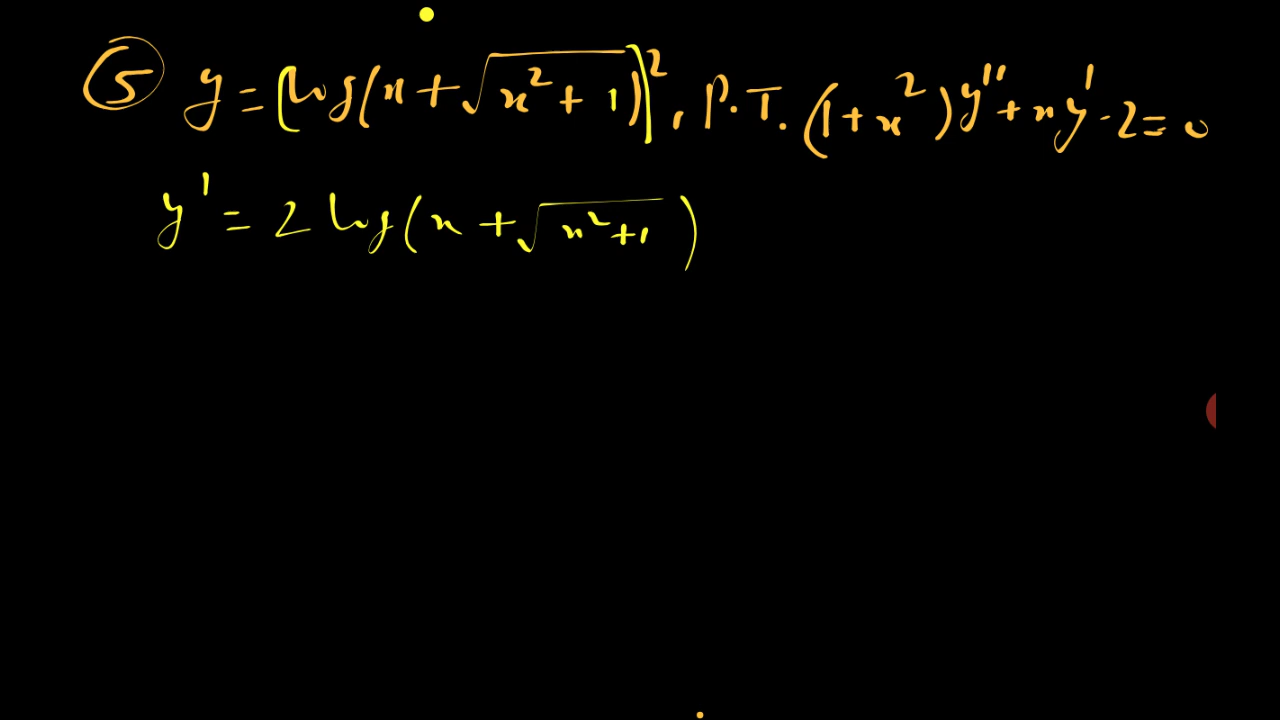 (5) y = [log(x + √(x² + 1))]², P.T. (1 + x²)y'' + xy' - 2 = 0
y' = 2 log(x + √(x² + 1))